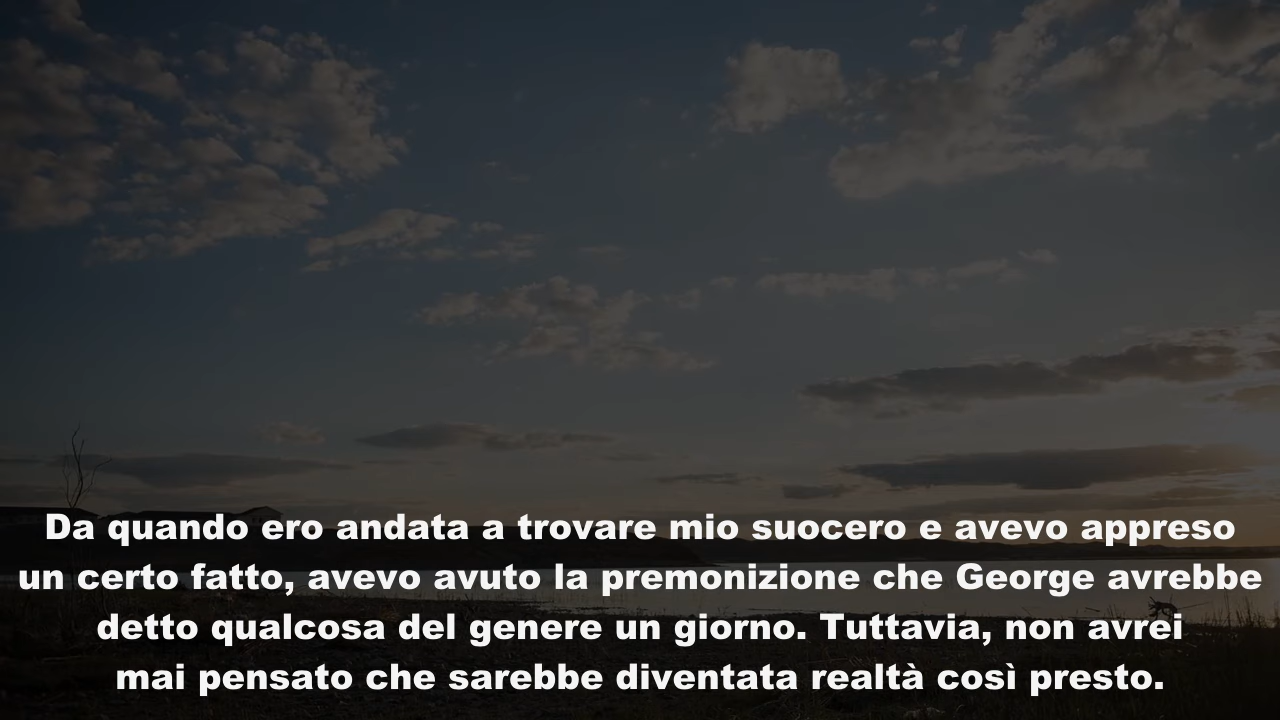 Da quando ero andata a trovare mio suocero e avevo appreso
un certo fatto, avevo avuto la premonizione che George avrebbe
detto qualcosa del genere un giorno. Tuttavia, non avrei
mai pensato che sarebbe diventata realtà così presto.